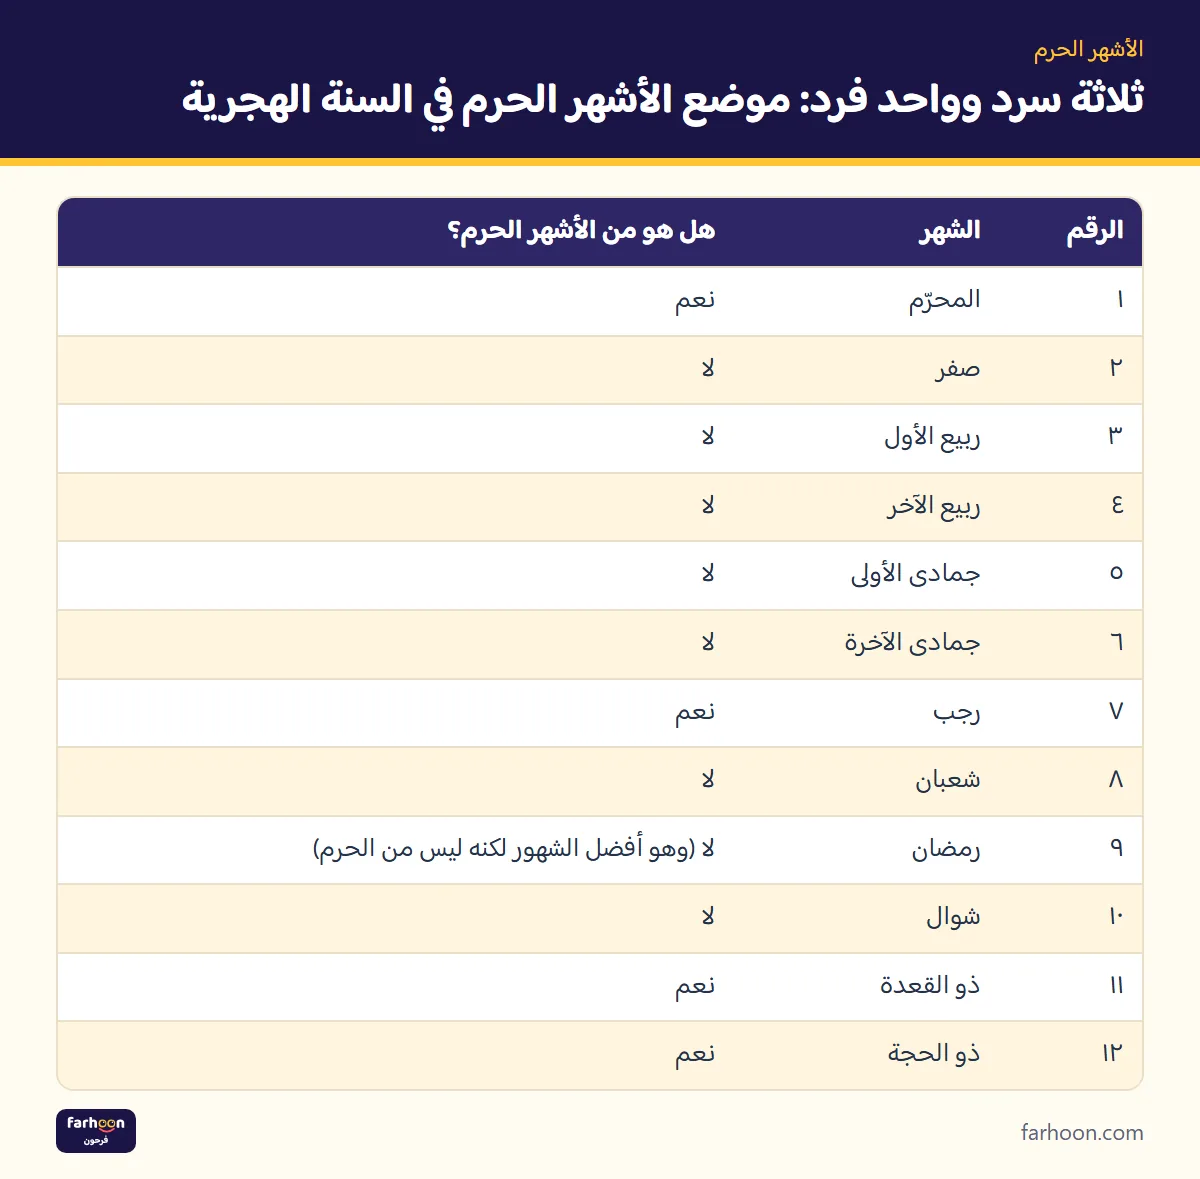 الأشهر الحرم
ثلاثة سرد وواحد فرد: موضع الأشهر الحرم في السنة الهجرية
الرقم الشهر هل هو من الأشهر الحرم؟
١ المحرّم نعم
٢ صفر لا
٣ ربيع الأول لا
٤ ربيع الآخر لا
٥ جمادى الأولى لا
٦ جمادى الآخرة لا
٧ رجب نعم
٨ شعبان لا
٩ رمضان لا (وهو أفضل الشهور لكنه ليس من الحرم)
١٠ شوال لا
١١ ذو القعدة نعم
١٢ ذو الحجة نعم
farhoon.com
farhoon
فرحون